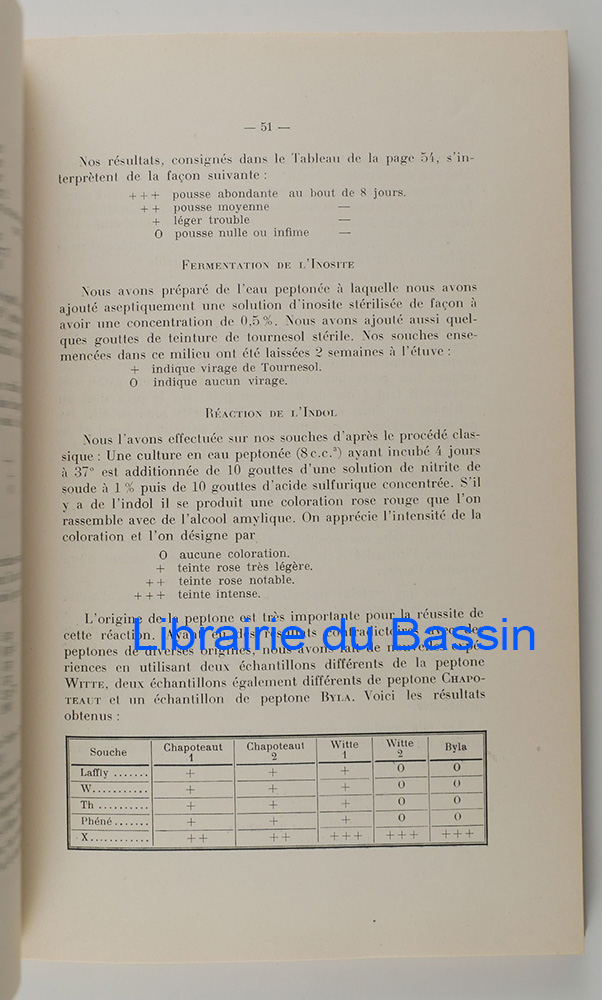 — 51 —
Nos résultats, consignés dans le Tableau de la page 54, s'in-
terprètent de la façon suivante :
+++ pousse abondante au bout de 8 jours.
++ pousse moyenne —
+ léger trouble —
O pousse nulle ou infime —
FERMENTATION DE L'INOSITE
Nous avons préparé de l'eau peptonée à laquelle nous avons
ajouté aseptiquement une solution d'inosite stérilisée de façon à
avoir une concentration de 0,5 %. Nous avons ajouté aussi quel-
ques gouttes de teinture de tournesol stérile. Nos souches ense-
mencées dans ce milieu ont été laissées 2 semaines à l'étuve :
+ indique virage de Tournesol.
O indique aucun virage.
RÉACTION DE L'INDOL
Nous l'avons effectuée sur nos souches d'après le procédé clas-
sique : Une culture en eau peptonée (8 c.c.³) ayant incubé 4 jours
à 37° est additionnée de 10 gouttes d'une solution de nitrite de
soude à 1 % puis de 10 gouttes d'acide sulfurique concentrée. S'il
y a de l'indol il se produit une coloration rose rouge que l'on
rassemble avec de l'alcool amylique. On apprécie l'intensité de la
coloration et l'on désigne par
O aucune coloration.
+ teinte rose très légère.
++ teinte rose notable.
+++ teinte intense.
L'origine de la peptone est très importante pour la réussite de
cette réaction. Ayant eu des résultats contradictoires avec des
Librairie du Bassin
peptones de diverses origines, nous avons fait de nouvelles expé-
riences en utilisant deux échantillons différents de la peptone
WITTE, deux échantillons également différents de peptone CHAPO-
TEAUT et un échantillon de peptone BYLA. Voici les résultats
obtenus :
Souche Chapoteaut 1 Chapoteaut 2 Witte 1 Witte 2 Byla
Laffly ....... + + + O O
W........... + + + O O
Th .......... + + + O O
Phéné....... + + + O O
X............ ++ ++ +++ +++ +++